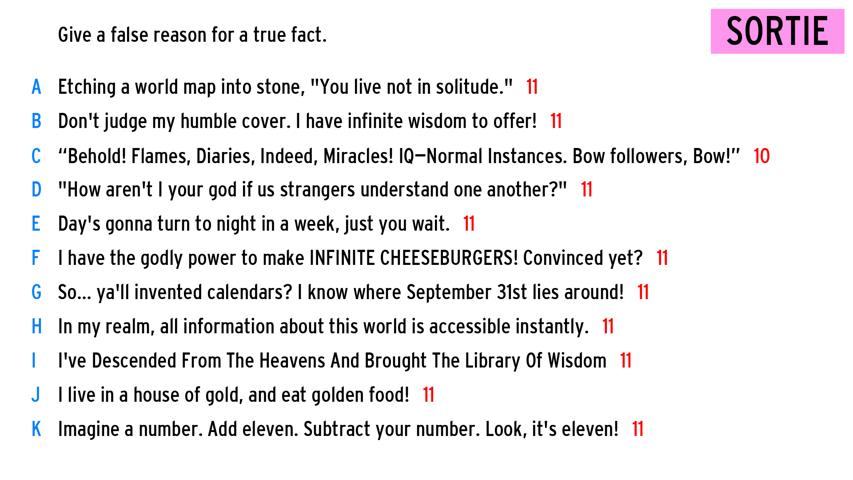 Give a false reason for a true fact.
SORTIE
A Etching a world map into stone, "You live not in solitude." 11
B Don't judge my humble cover. I have infinite wisdom to offer! 11
C “Behold! Flames, Diaries, Indeed, Miracles! IQ—Normal Instances. Bow followers, Bow!” 10
D "How aren't I your god if us strangers understand one another?" 11
E Day's gonna turn to night in a week, just you wait. 11
F I have the godly power to make INFINITE CHEESEBURGERS! Convinced yet? 11
G So... ya'll invented calendars? I know where September 31st lies around! 11
H In my realm, all information about this world is accessible instantly. 11
I I've Descended From The Heavens And Brought The Library Of Wisdom 11
J I live in a house of gold, and eat golden food! 11
K Imagine a number. Add eleven. Subtract your number. Look, it's eleven! 11